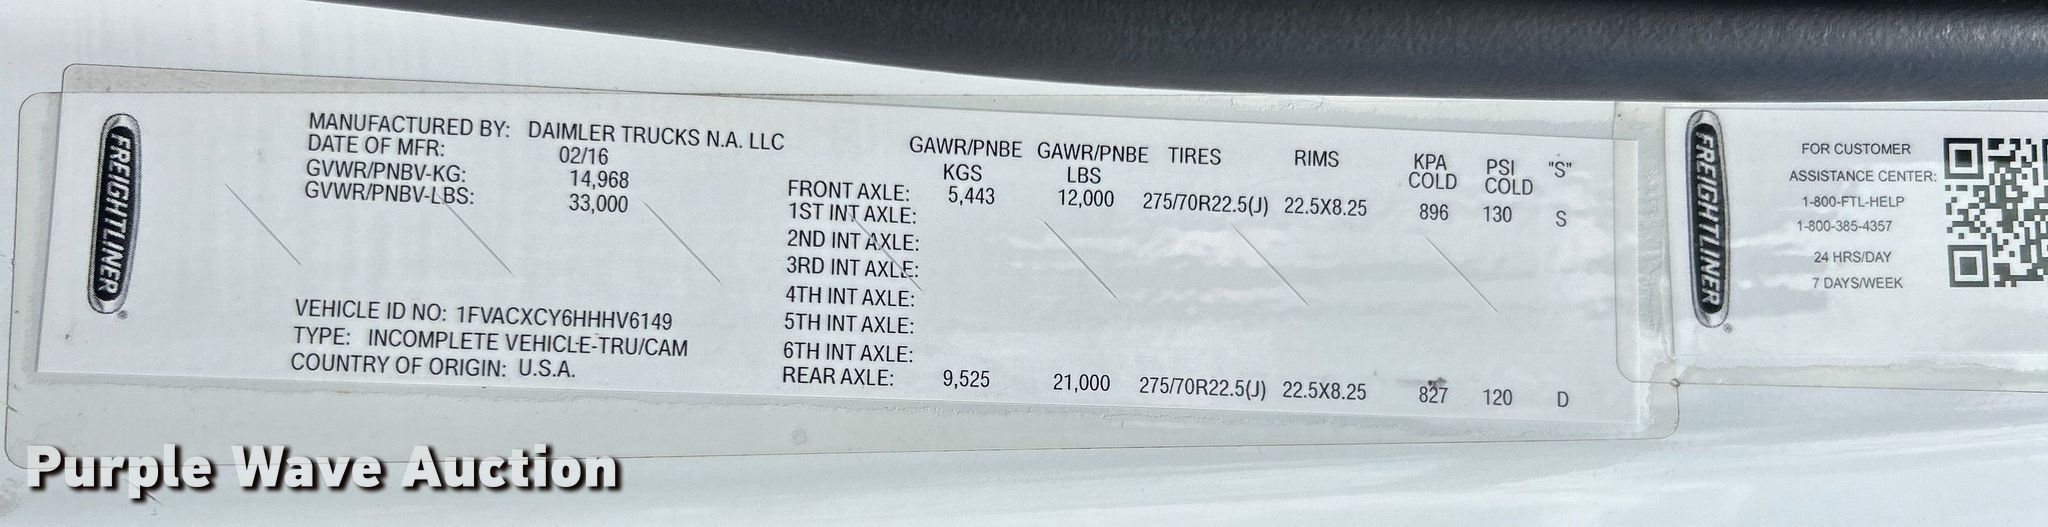 FREIGHTLINER
MANUFACTURED BY: DAIMLER TRUCKS N.A. LLC
DATE OF MFR: 02/16
GVWR/PNBV-KG: 14,968
GVWR/PNBV-LBS: 33,000
VEHICLE ID NO: 1FVACXCY6HHHV6149
TYPE: INCOMPLETE VEHICLE-TRU/CAM
COUNTRY OF ORIGIN: U.S.A.
GAWR/PNBE KGS GAWR/PNBE LBS TIRES RIMS KPA COLD PSI COLD "S"
FRONT AXLE: 5,443 12,000 275/70R22.5(J) 22.5X8.25 896 130 S
1ST INT AXLE:
2ND INT AXLE:
3RD INT AXLE:
4TH INT AXLE:
5TH INT AXLE:
6TH INT AXLE:
REAR AXLE: 9,525 21,000 275/70R22.5(J) 22.5X8.25 827 120 D
FREIGHTLINER
FOR CUSTOMER
ASSISTANCE CENTER:
1-800-FTL-HELP
1-800-385-4357
24 HRS/DAY
7 DAYS/WEEK
Purple Wave Auction